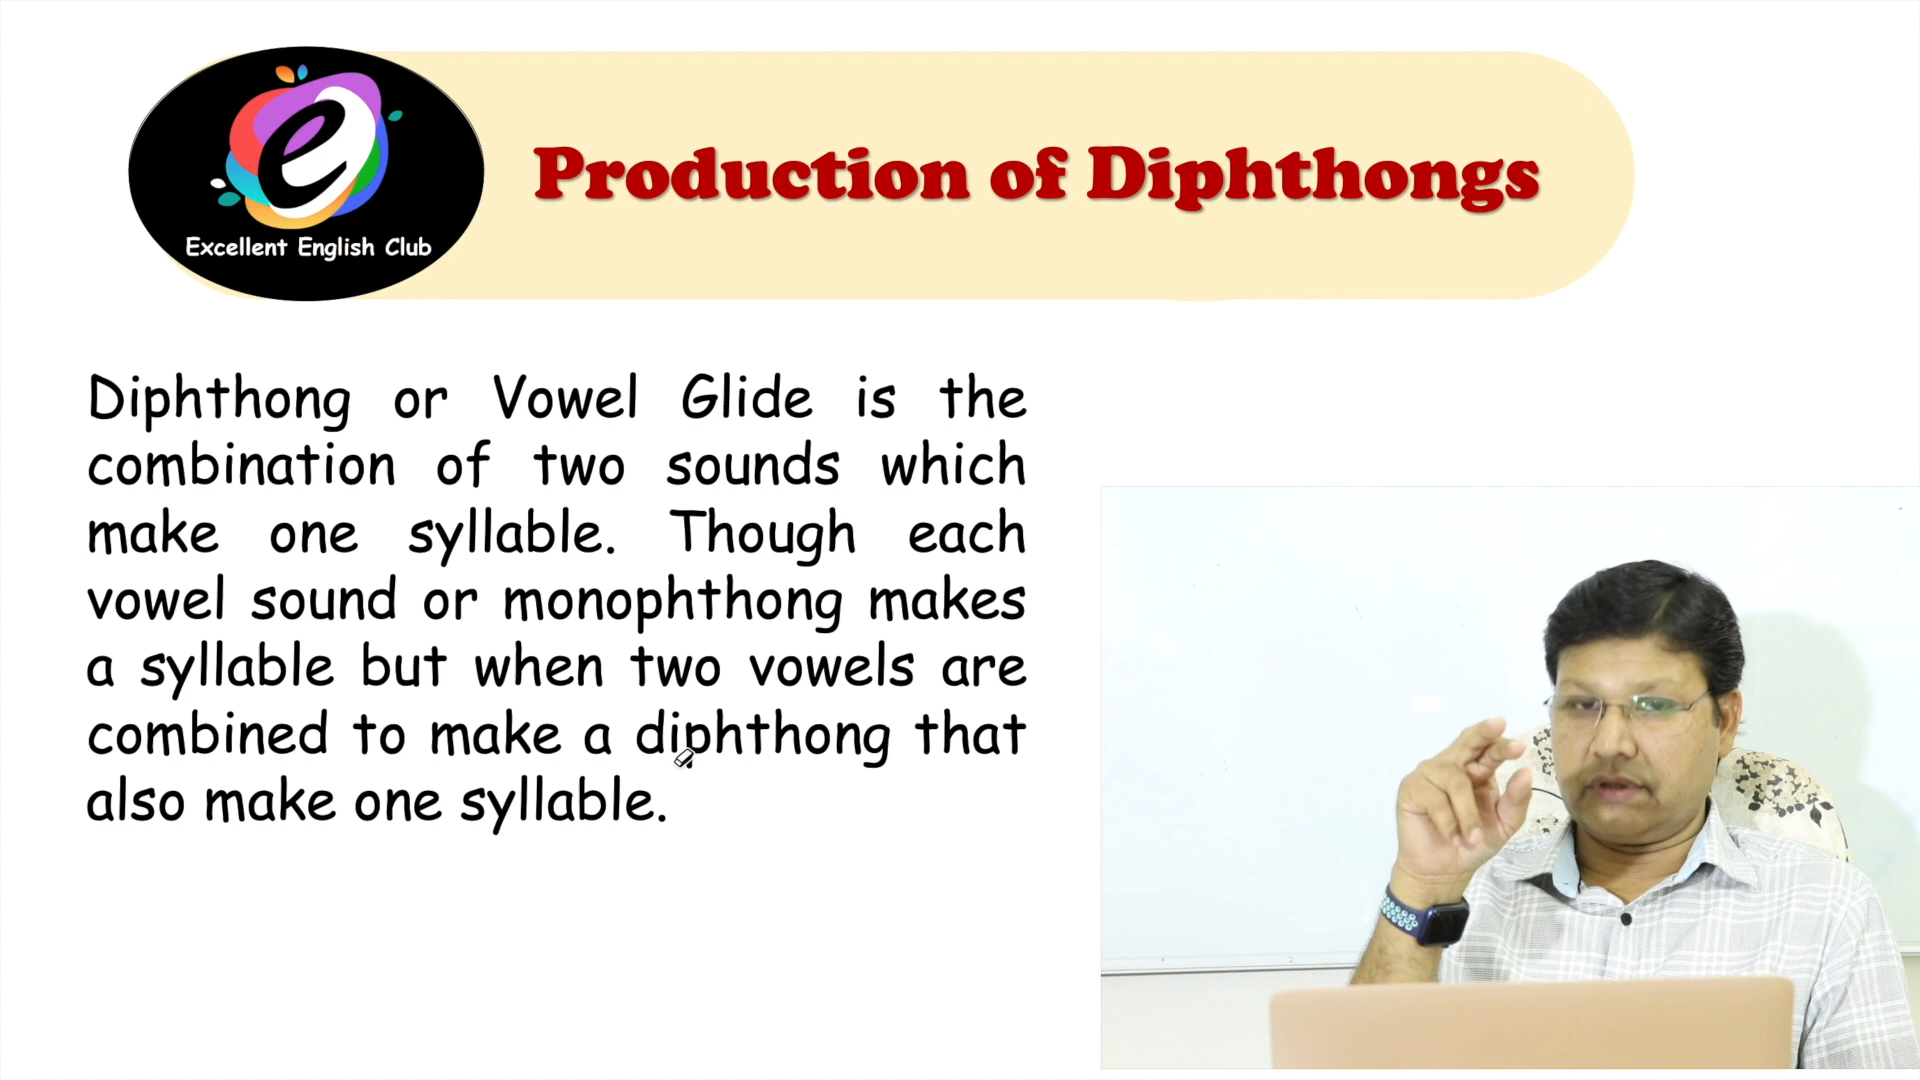 Excellent English Club
Production of Diphthongs
Diphthong or Vowel Glide is the
combination of two sounds which
make one syllable. Though each
vowel sound or monophthong makes
a syllable but when two vowels are
combined to make a diphthong that
also make one syllable.